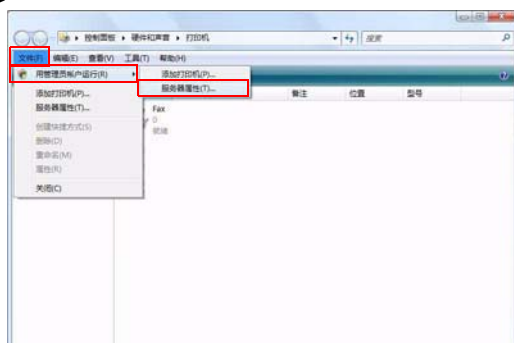 控制面板 ▸ 硬件和声音 ▸ 打印机
搜索
文件(F) 编辑(E) 查看(V) 工具(T) 帮助(H)
用管理员帐户运行(R)
添加打印机(P)...
服务器属性(T)...
备注 位置 型号
添加打印机(P)...
服务器属性(T)...
创建快捷方式(S)
删除(D)
重命名(M)
属性(R)
关闭(C)
Fax
0
就绪